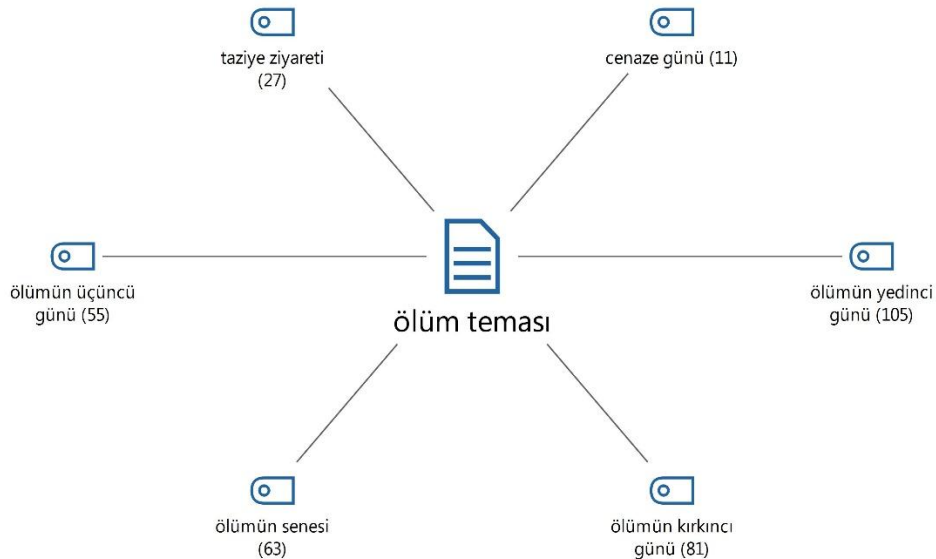 taziye ziyareti
(27)
cenaze günü (11)
ölümün üçüncü
günü (55)
ölüm teması
ölümün yedinci
günü (105)
ölümün senesi
(63)
ölümün kırkıncı
günü (81)